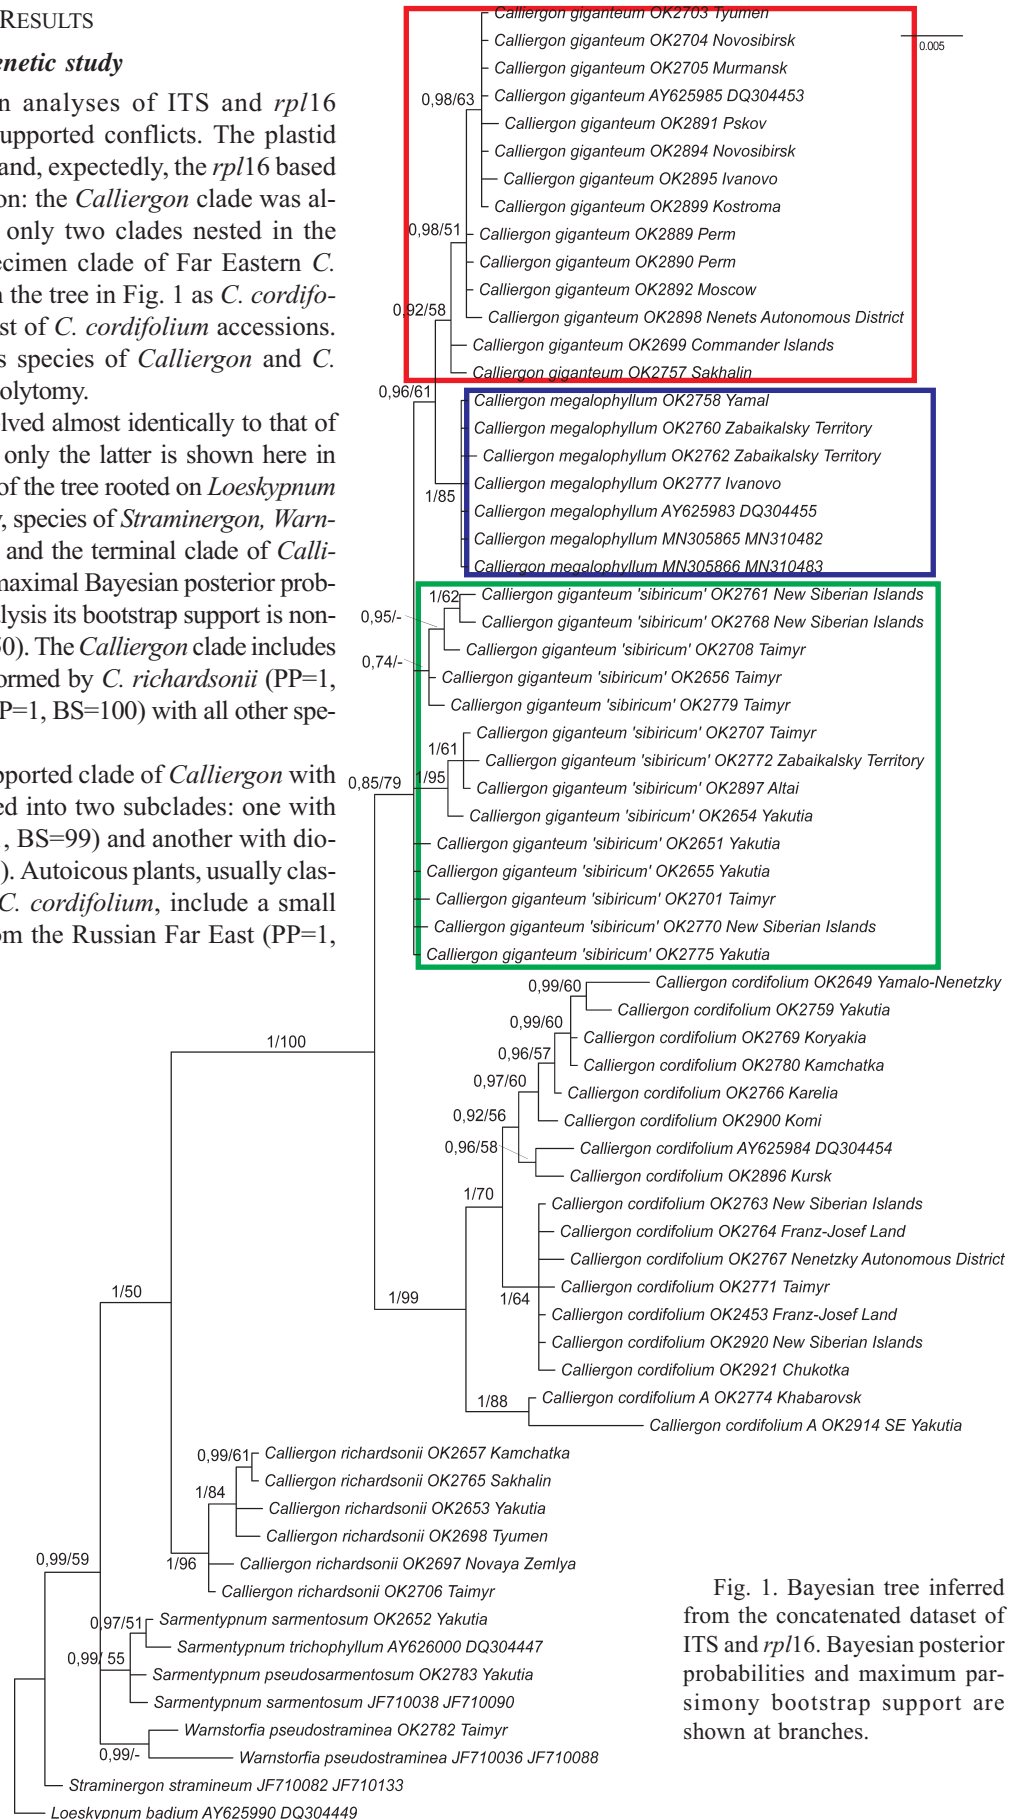 RESULTS
enetic study
n analyses of ITS and rpl16
upported conflicts. The plastid
and, expectedly, the rpl16 based
on: the Calliergon clade was al-
only two clades nested in the
ecimen clade of Far Eastern C.
n the tree in Fig. 1 as C. cordifo-
st of C. cordifolium accessions.
s species of Calliergon and C.
olytomy.
lved almost identically to that of
only the latter is shown here in
of the tree rooted on Loeskypnum
, species of Straminergon, Warn-
and the terminal clade of Calli-
maximal Bayesian posterior prob-
lysis its bootstrap support is non-
50). The Calliergon clade includes
ormed by C. richardsonii (PP=1,
P=1, BS=100) with all other spe-
pported clade of Calliergon with
ed into two subclades: one with
, BS=99) and another with dio-
). Autoicous plants, usually clas-
C. cordifolium, include a small
om the Russian Far East (PP=1,
0.005
Calliergon giganteum OK2703 Tyumen
Calliergon giganteum OK2704 Novosibirsk
Calliergon giganteum OK2705 Murmansk
0,98/63
Calliergon giganteum AY625985 DQ304453
Calliergon giganteum OK2891 Pskov
Calliergon giganteum OK2894 Novosibirsk
Calliergon giganteum OK2895 Ivanovo
Calliergon giganteum OK2899 Kostroma
0,98/51
Calliergon giganteum OK2889 Perm
Calliergon giganteum OK2890 Perm
Calliergon giganteum OK2892 Moscow
0,92/58
Calliergon giganteum OK2898 Nenets Autonomous District
Calliergon giganteum OK2699 Commander Islands
Calliergon giganteum OK2757 Sakhalin
0,96/61
Calliergon megalophyllum OK2758 Yamal
Calliergon megalophyllum OK2760 Zabaikalsky Territory
Calliergon megalophyllum OK2762 Zabaikalsky Territory
Calliergon megalophyllum OK2777 Ivanovo
1/85
Calliergon megalophyllum AY625983 DQ304455
Calliergon megalophyllum MN305865 MN310482
Calliergon megalophyllum MN305866 MN310483
1/62
Calliergon giganteum 'sibiricum' OK2761 New Siberian Islands
0,95/-
Calliergon giganteum 'sibiricum' OK2768 New Siberian Islands
Calliergon giganteum 'sibiricum' OK2708 Taimyr
0,74/-
Calliergon giganteum 'sibiricum' OK2656 Taimyr
Calliergon giganteum 'sibiricum' OK2779 Taimyr
Calliergon giganteum 'sibiricum' OK2707 Taimyr
1/61
Calliergon giganteum 'sibiricum' OK2772 Zabaikalsky Territory
0,85/79
1/95
Calliergon giganteum 'sibiricum' OK2897 Altai
Calliergon giganteum 'sibiricum' OK2654 Yakutia
Calliergon giganteum 'sibiricum' OK2651 Yakutia
Calliergon giganteum 'sibiricum' OK2655 Yakutia
Calliergon giganteum 'sibiricum' OK2701 Taimyr
Calliergon giganteum 'sibiricum' OK2770 New Siberian Islands
Calliergon giganteum 'sibiricum' OK2775 Yakutia
0,99/60
Calliergon cordifolium OK2649 Yamalo-Nenetzky
Calliergon cordifolium OK2759 Yakutia
0,99/60
Calliergon cordifolium OK2769 Koryakia
1/100
0,96/57
Calliergon cordifolium OK2780 Kamchatka
0,97/60
Calliergon cordifolium OK2766 Karelia
0,92/56
Calliergon cordifolium OK2900 Komi
0,96/58
Calliergon cordifolium AY625984 DQ304454
Calliergon cordifolium OK2896 Kursk
1/70
Calliergon cordifolium OK2763 New Siberian Islands
Calliergon cordifolium OK2764 Franz-Josef Land
Calliergon cordifolium OK2767 Nenetzky Autonomous District
1/50
1/99
1/64
Calliergon cordifolium OK2771 Taimyr
Calliergon cordifolium OK2453 Franz-Josef Land
Calliergon cordifolium OK2920 New Siberian Islands
Calliergon cordifolium OK2921 Chukotka
1/88
Calliergon cordifolium A OK2774 Khabarovsk
Calliergon cordifolium A OK2914 SE Yakutia
0,99/61
Calliergon richardsonii OK2657 Kamchatka
Calliergon richardsonii OK2765 Sakhalin
1/84
Calliergon richardsonii OK2653 Yakutia
Calliergon richardsonii OK2698 Tyumen
0,99/59
1/96
Calliergon richardsonii OK2697 Novaya Zemlya
Calliergon richardsonii OK2706 Taimyr
0,97/51
Sarmentypnum sarmentosum OK2652 Yakutia
Sarmentypnum trichophyllum AY626000 DQ304447
0,99/ 55
Sarmentypnum pseudosarmentosum OK2783 Yakutia
Sarmentypnum sarmentosum JF710038 JF710090
Warnstorfia pseudostraminea OK2782 Taimyr
0,99/-
Warnstorfia pseudostraminea JF710036 JF710088
Straminergon stramineum JF710082 JF710133
Loeskypnum badium AY625990 DQ304449
Fig. 1. Bayesian tree inferred
from the concatenated dataset of
ITS and rpl16. Bayesian posterior
probabilities and maximum par-
simony bootstrap support are
shown at branches.